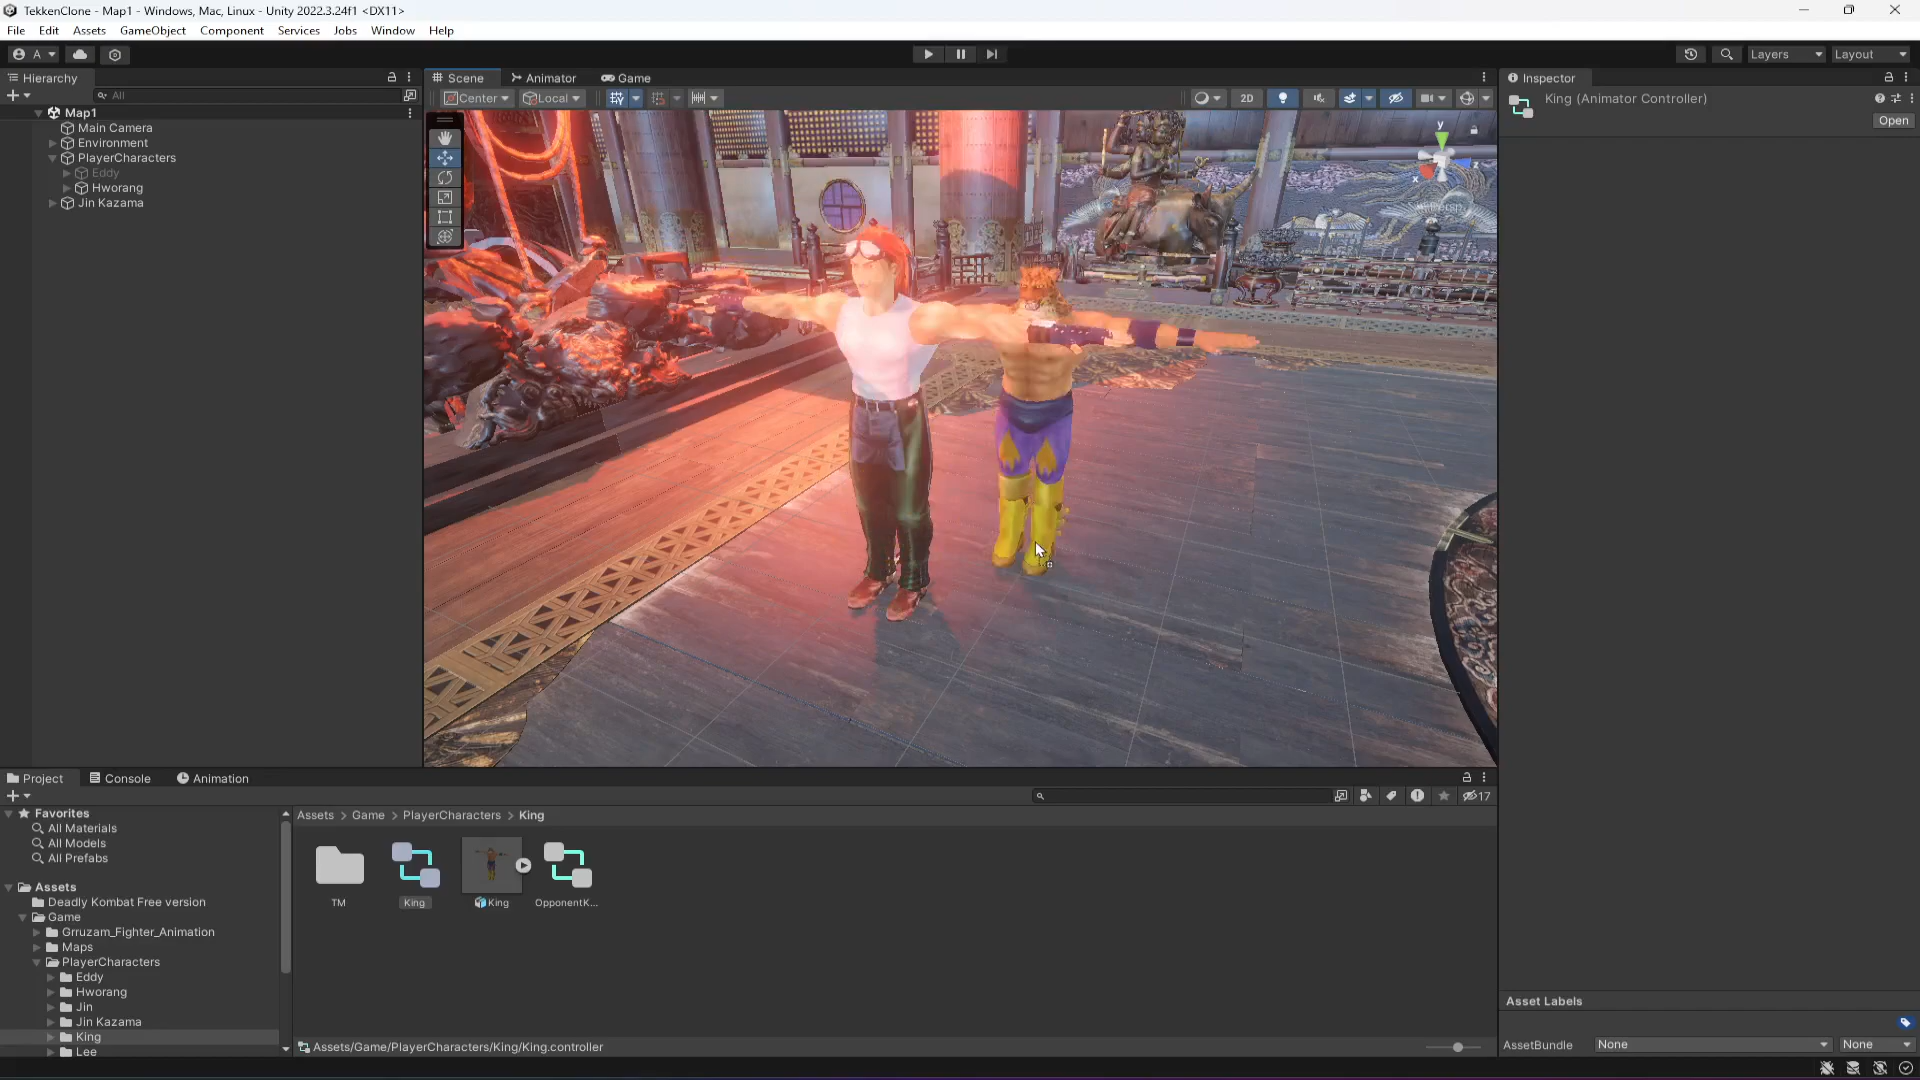 TekkenClone - Map1 - Windows, Mac, Linux - Unity 2022.3.24f1 <DX11>
File Edit Assets GameObject Component Services Jobs Window Help
A Layers Layout
Hierarchy
All
Map1
Main Camera
Environment
PlayerCharacters
Eddy
Hworang
Jin Kazama
Scene Animator Game
Center Local 2D
y
x
Persp
Inspector
King (Animator Controller)
Open
Asset Labels
AssetBundle None None
Project Console Animation
17
Favorites
All Materials
All Models
All Prefabs
Assets
Deadly Kombat Free version
Game
Grruzam_Fighter_Animation
Maps
PlayerCharacters
Eddy
Hworang
Jin
Jin Kazama
King
Lee
Assets > Game > PlayerCharacters > King
TM King King OpponentK...
Assets/Game/PlayerCharacters/King/King.controller